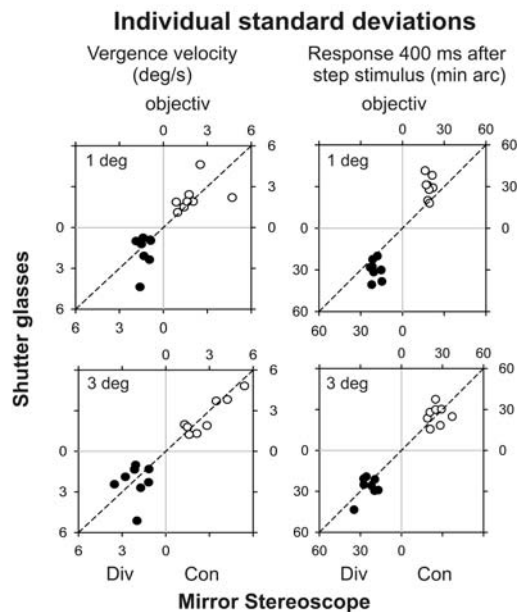 Individual standard deviations
Vergence velocity
(deg/s)
Response 400 ms after
step stimulus (min arc)
objectiv
objectiv
0 3 6
0 30 60
1 deg
6
3
0
1 deg
60
30
0
0
3
6
0
30
60
6 3 0
60 30 0
0 3 6
0 30 60
3 deg
6
3
0
3 deg
60
30
0
0
3
6
0
30
60
6 3 0
60 30 0
Div Con
Div Con
Shutter glasses
Mirror Stereoscope